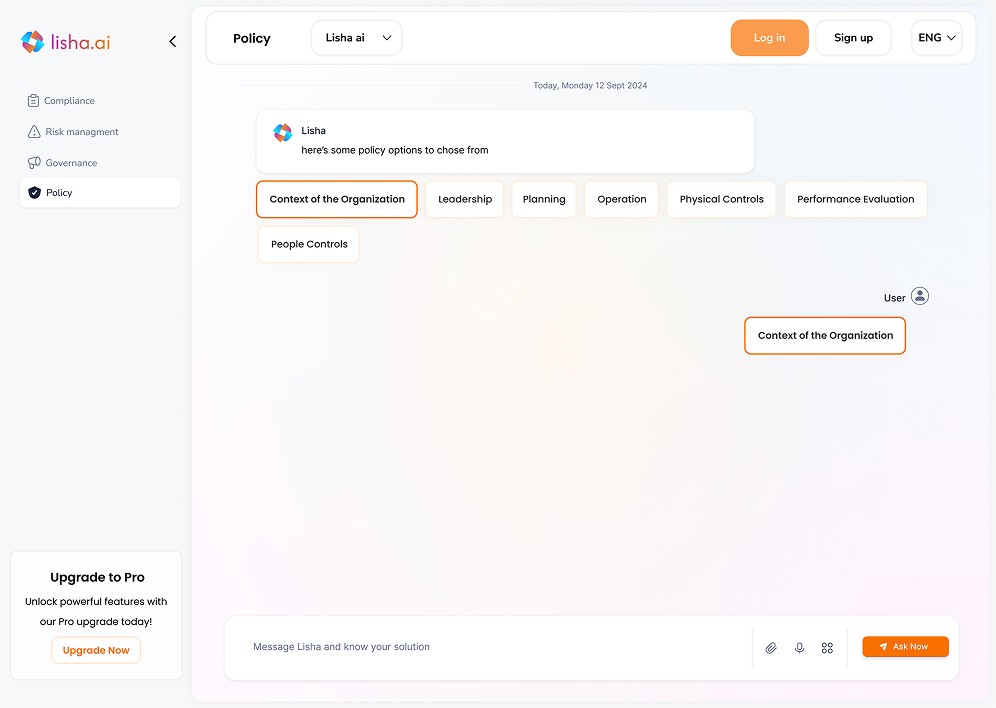 lisha.ai
Compliance
Risk managment
Governance
Policy
Upgrade to Pro
Unlock powerful features with
our Pro upgrade today!
Upgrade Now
Policy
Lisha ai
Log in
Sign up
ENG
Today, Monday 12 Sept 2024
Lisha
here's some policy options to chose from
Context of the Organization
Leadership
Planning
Operation
Physical Controls
Performance Evaluation
People Controls
User
Context of the Organization
Message Lisha and know your solution
Ask Now